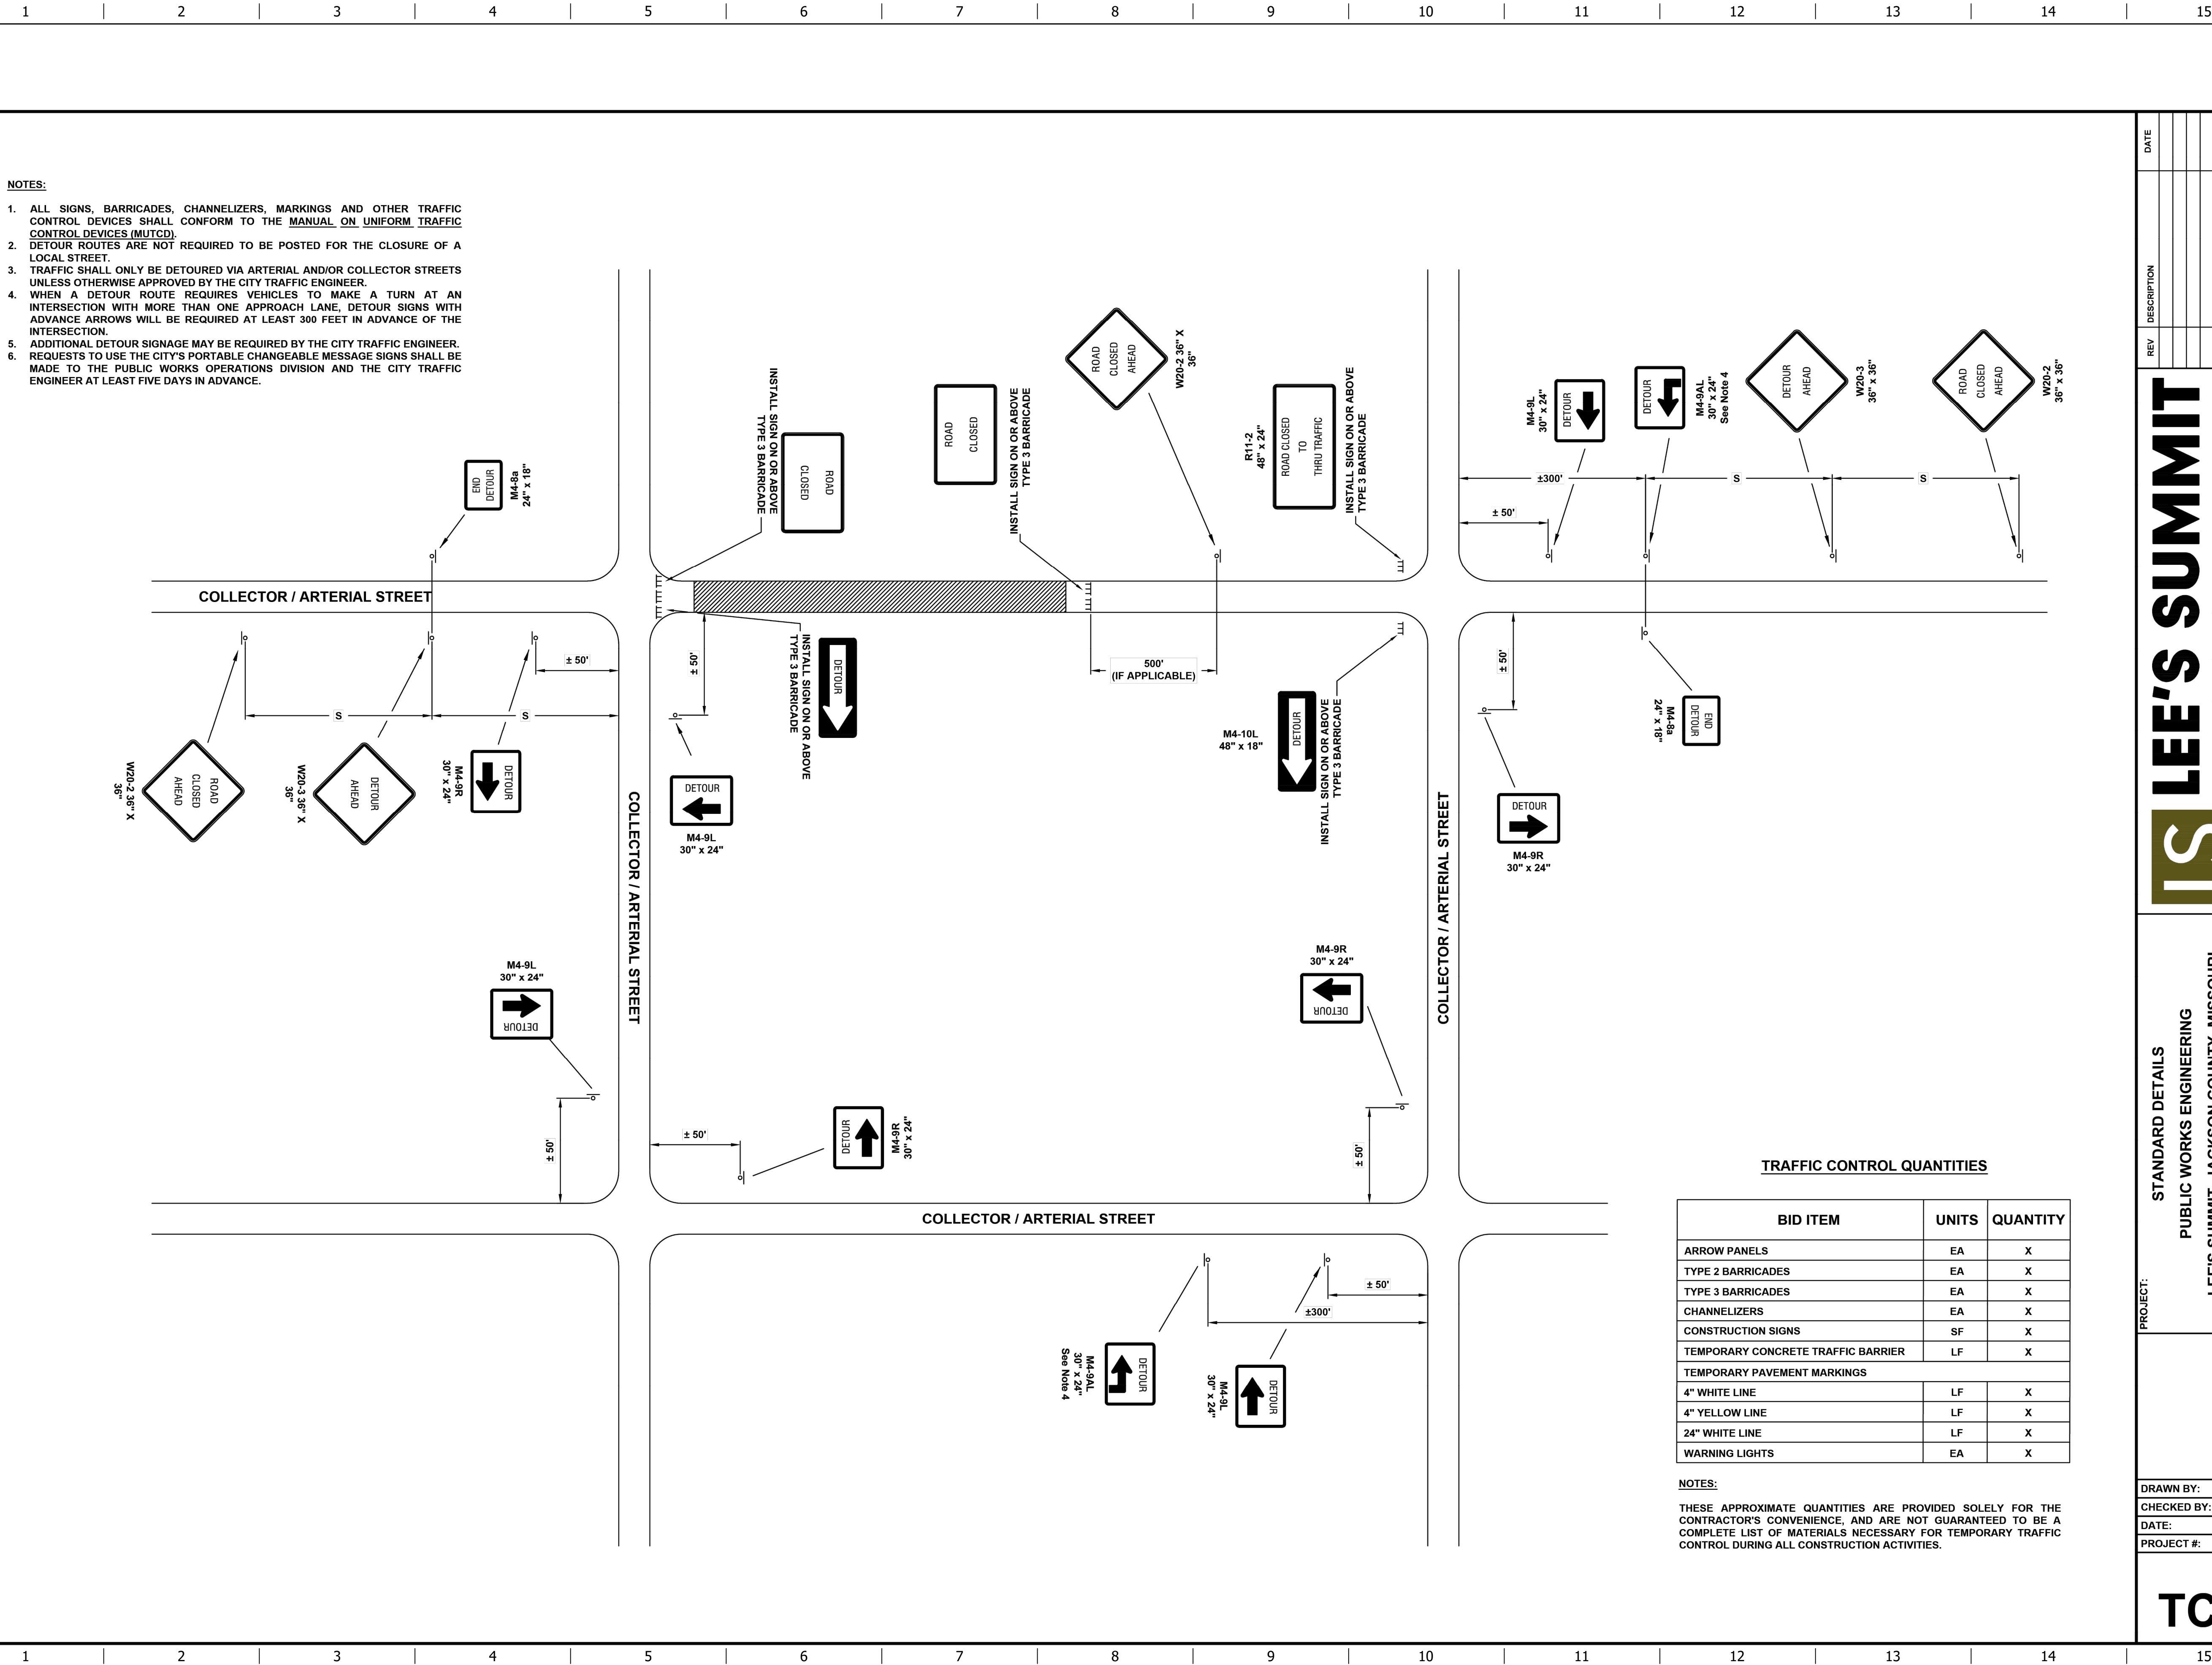 1 2 3 4 5 6 7 8 9 10 11 12 13 14 15
NOTES:
1. ALL SIGNS, BARRICADES, CHANNELIZERS, MARKINGS AND OTHER TRAFFIC
CONTROL DEVICES SHALL CONFORM TO THE MANUAL ON UNIFORM TRAFFIC
CONTROL DEVICES (MUTCD).
2. DETOUR ROUTES ARE NOT REQUIRED TO BE POSTED FOR THE CLOSURE OF A
LOCAL STREET.
3. TRAFFIC SHALL ONLY BE DETOURED VIA ARTERIAL AND/OR COLLECTOR STREETS
UNLESS OTHERWISE APPROVED BY THE CITY TRAFFIC ENGINEER.
4. WHEN A DETOUR ROUTE REQUIRES VEHICLES TO MAKE A TURN AT AN
INTERSECTION WITH MORE THAN ONE APPROACH LANE, DETOUR SIGNS WITH
ADVANCE ARROWS WILL BE REQUIRED AT LEAST 300 FEET IN ADVANCE OF THE
INTERSECTION.
5. ADDITIONAL DETOUR SIGNAGE MAY BE REQUIRED BY THE CITY TRAFFIC ENGINEER.
6. REQUESTS TO USE THE CITY'S PORTABLE CHANGEABLE MESSAGE SIGNS SHALL BE
MADE TO THE PUBLIC WORKS OPERATIONS DIVISION AND THE CITY TRAFFIC
ENGINEER AT LEAST FIVE DAYS IN ADVANCE.
END
DETOUR
M4-8a
24" x 18"
INSTALL SIGN ON OR ABOVE
TYPE 3 BARRICADE
ROAD
CLOSED
ROAD
CLOSED
INSTALL SIGN ON OR ABOVE
TYPE 3 BARRICADE
ROAD
CLOSED
AHEAD
W20-2 36" X
36"
R11-2
48" x 24"
ROAD CLOSED
TO
THRU TRAFFIC
INSTALL SIGN ON OR ABOVE
TYPE 3 BARRICADE
M4-9L
30" x 24"
DETOUR
DETOUR
M4-9AL
30" x 24"
See Note 4
DETOUR
AHEAD
W20-3
36" x 36"
ROAD
CLOSED
AHEAD
W20-2
36" x 36"
±300'
S
S
± 50'
COLLECTOR / ARTERIAL STREET
± 50'
S
S
± 50'
INSTALL SIGN ON OR ABOVE
TYPE 3 BARRICADE
DETOUR
500'
(IF APPLICABLE)
± 50'
ROAD
CLOSED
AHEAD
W20-2 36" X
36"
DETOUR
AHEAD
W20-3 36" X
36"
DETOUR
M4-9R
30" x 24"
DETOUR
M4-9L
30" x 24"
M4-10L
48" x 18"
DETOUR
INSTALL SIGN ON OR ABOVE
TYPE 3 BARRICADE
END
DETOUR
M4-8a
24" x 18"
DETOUR
M4-9R
30" x 24"
COLLECTOR / ARTERIAL STREET
COLLECTOR / ARTERIAL STREET
M4-9L
30" x 24"
DETOUR
M4-9R
30" x 24"
DETOUR
± 50'
± 50'
DETOUR
M4-9R
30" x 24"
± 50'
COLLECTOR / ARTERIAL STREET
± 50'
±300'
DETOUR
M4-9AL
30" x 24"
See Note 4
DETOUR
M4-9L
30" x 24"
TRAFFIC CONTROL QUANTITIES
BID ITEM UNITS QUANTITY
ARROW PANELS EA X
TYPE 2 BARRICADES EA X
TYPE 3 BARRICADES EA X
CHANNELIZERS EA X
CONSTRUCTION SIGNS SF X
TEMPORARY CONCRETE TRAFFIC BARRIER LF X
TEMPORARY PAVEMENT MARKINGS
4" WHITE LINE LF X
4" YELLOW LINE LF X
24" WHITE LINE LF X
WARNING LIGHTS EA X
NOTES:
THESE APPROXIMATE QUANTITIES ARE PROVIDED SOLELY FOR THE
CONTRACTOR'S CONVENIENCE, AND ARE NOT GUARANTEED TO BE A
COMPLETE LIST OF MATERIALS NECESSARY FOR TEMPORARY TRAFFIC
CONTROL DURING ALL CONSTRUCTION ACTIVITIES.
REV DESCRIPTION DATE
LS LEE'S SUMMIT
PROJECT:
STANDARD DETAILS
PUBLIC WORKS ENGINEERING
DRAWN BY:
CHECKED BY:
DATE:
PROJECT #:
TC
1 2 3 4 5 6 7 8 9 10 11 12 13 14 15